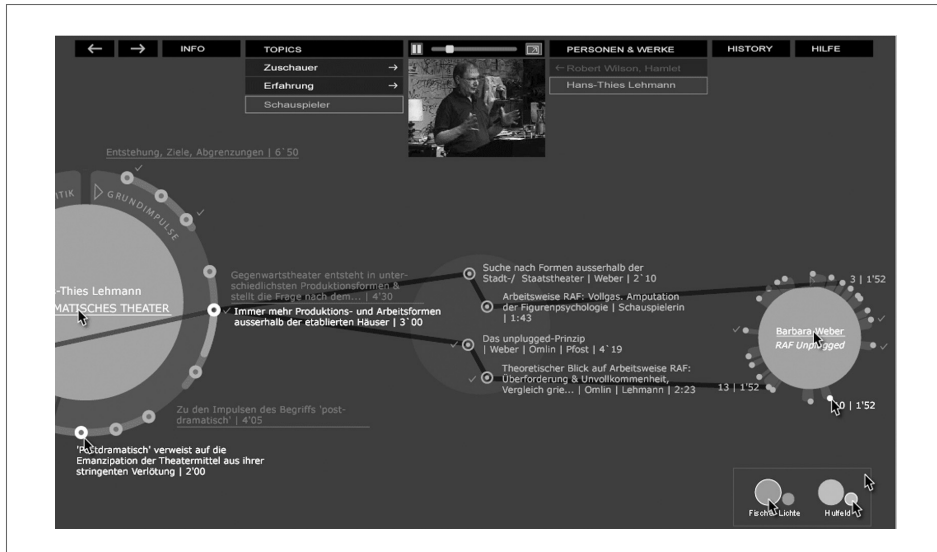 INFO
TOPICS
PERSONEN & WERKE
HISTORY
HILFE
Zuschauer
Erfahrung
Schauspieler
Robert Wilson. Hamlet
Hans-Thies Lehmann
Entstehung, Ziele, Abgrenzungen | 6`50
ITIK
GRUNDIMPULSE
-Thies Lehmann
MATISCHES THEATER
Gegenwartstheater entsteht in unter-
schiedlichsten Produktionsformen &
stellt die Frage nach dem... | 4'30
Immer mehr Produktions- und Arbeitsformen
ausserhalb der etablierten Häuser | 3`00
Zu den Impulsen des Begriffs 'post-
dramatisch' | 4'05
'Postdramatisch' verweist auf die
Emanzipation der Theatermittel aus ihrer
stringenten Verlötung | 2'00
Suche nach Formen ausserhalb der
Stadt-/ Staatstheater | Weber | 2`10
Arbeitsweise RAF: Vollgas. Amputation
der Figurenpsychologie | Schauspielerin
| 1:43
Das unplugged-Prinzip
| Weber | Omlin | Pfost | 4`19
Theoretischer Blick auf Arbeitsweise RAF:
Überforderung & Unvollkommenheit,
Vergleich grie... | Omlin | Lehmann | 2:23
3 | 1'52
Barbara Weber
RAF Unplugged
13 | 1'52
0 | 1'52
Fischer Lichte
Hulfeld